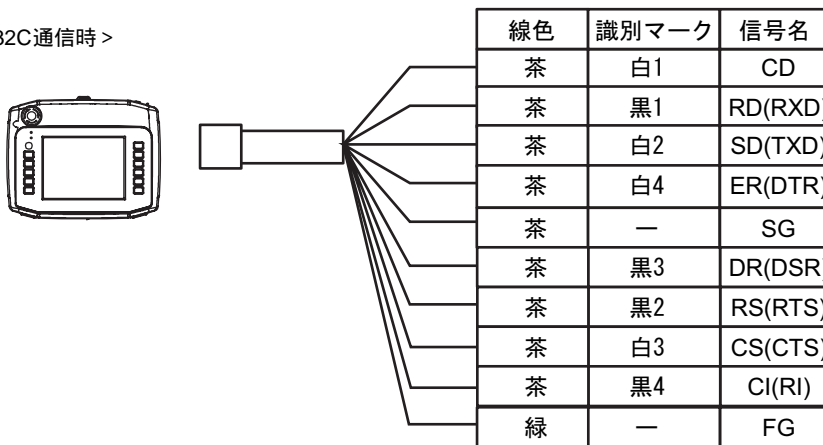 32C通信時 >
線色 識別マーク 信号名
茶 白1 CD
茶 黒1 RD(RXD)
茶 白2 SD(TXD)
茶 白4 ER(DTR)
茶 — SG
茶 黒3 DR(DSR)
茶 黒2 RS(RTS)
茶 白3 CS(CTS)
茶 黒4 CI(RI)
緑 — FG